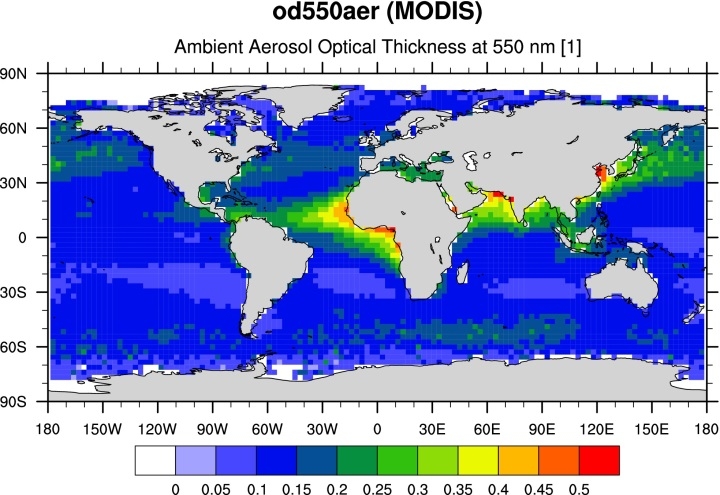 od550aer (MODIS)
Ambient Aerosol Optical Thickness at 550 nm [1]
90N
60N
30N
0
30S
60S
90S
180 150W 120W 90W 60W 30W 0 30E 60E 90E 120E 150E 180
0 0.05 0.1 0.15 0.2 0.25 0.3 0.35 0.4 0.45 0.5